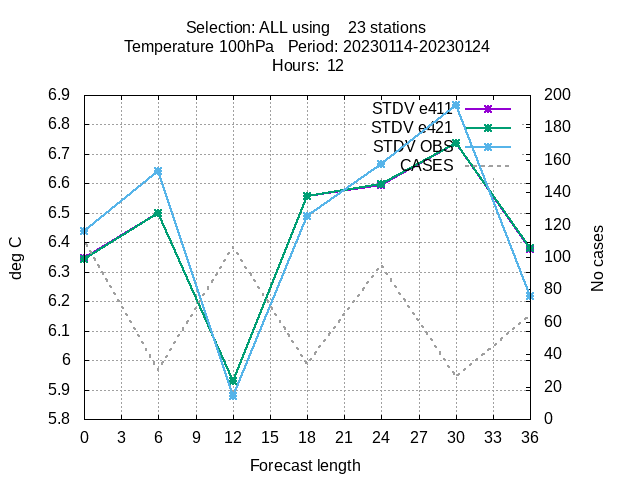 Selection: ALL using    23 stations
Temperature 100hPa   Period: 20230114-20230124
Hours:  12
STDV e411
STDV e421
STDV OBS
CASES
6.9
6.8
6.7
6.6
6.5
6.4
6.3
6.2
6.1
6
5.9
5.8
200
180
160
140
120
100
80
60
40
20
0
deg C
No cases
0 3 6 9 12 15 18 21 24 27 30 33 36
Forecast length